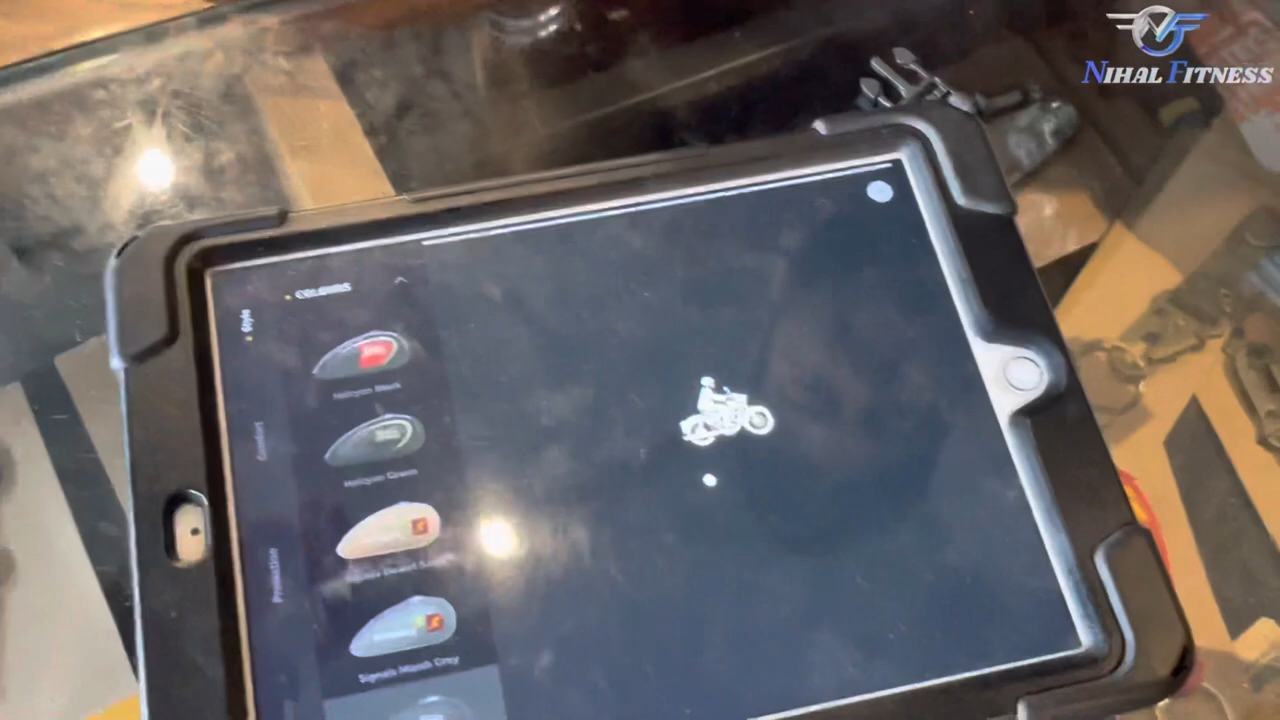 NIHAL FITNESS
COLOURS
Style
Halcyon Black
Comfort
Halcyon Green
Protection
Signals Marsh Grey